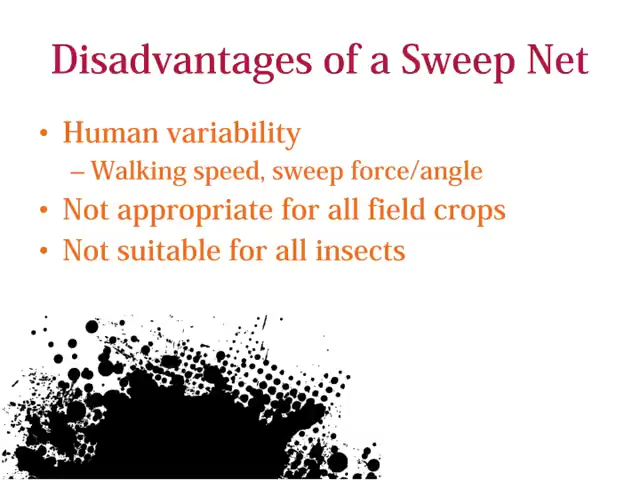 Disadvantages of a Sweep Net
• Human variability
– Walking speed, sweep force/angle
• Not appropriate for all field crops
• Not suitable for all insects